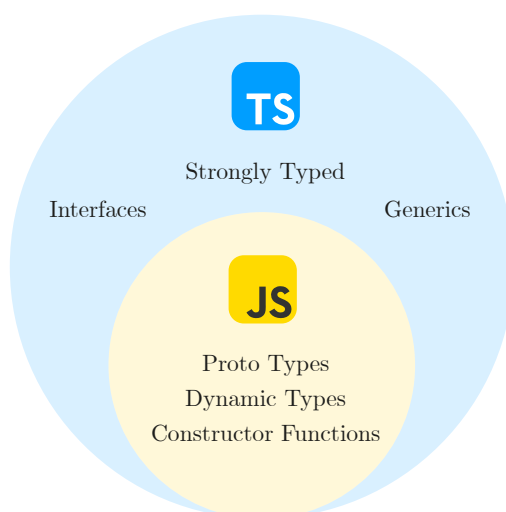 TS
Strongly Typed
Interfaces Generics
JS
Proto Types
Dynamic Types
Constructor Functions